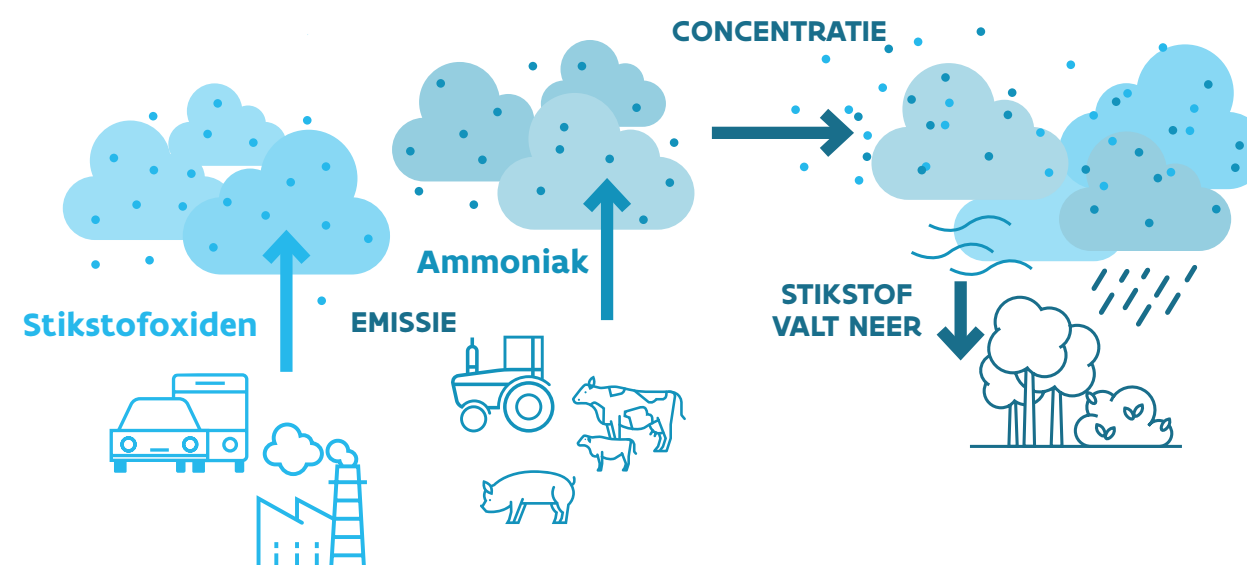 CONCENTRATIE
Ammoniak
Stikstofoxiden
EMISSIE
STIKSTOF
VALT NEER